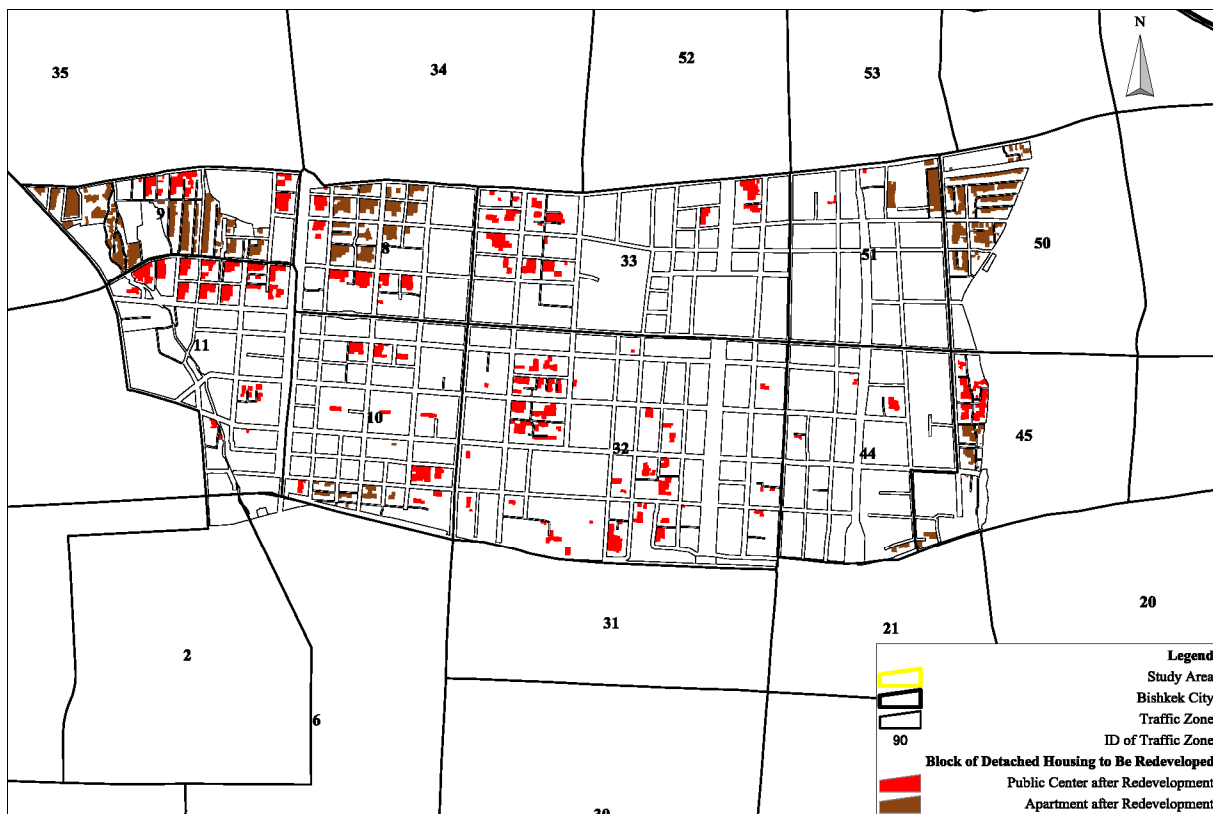 N
52
53
34
35
9
50
8
51
33
11
10
45
32
44
20
31
21
2
6
Legend
Study Area
Bishkek City
Traffic Zone
90 ID of Traffic Zone
Block of Detached Housing to Be Redeveloped
Public Center after Redevelopment
Apartment after Redevelopment